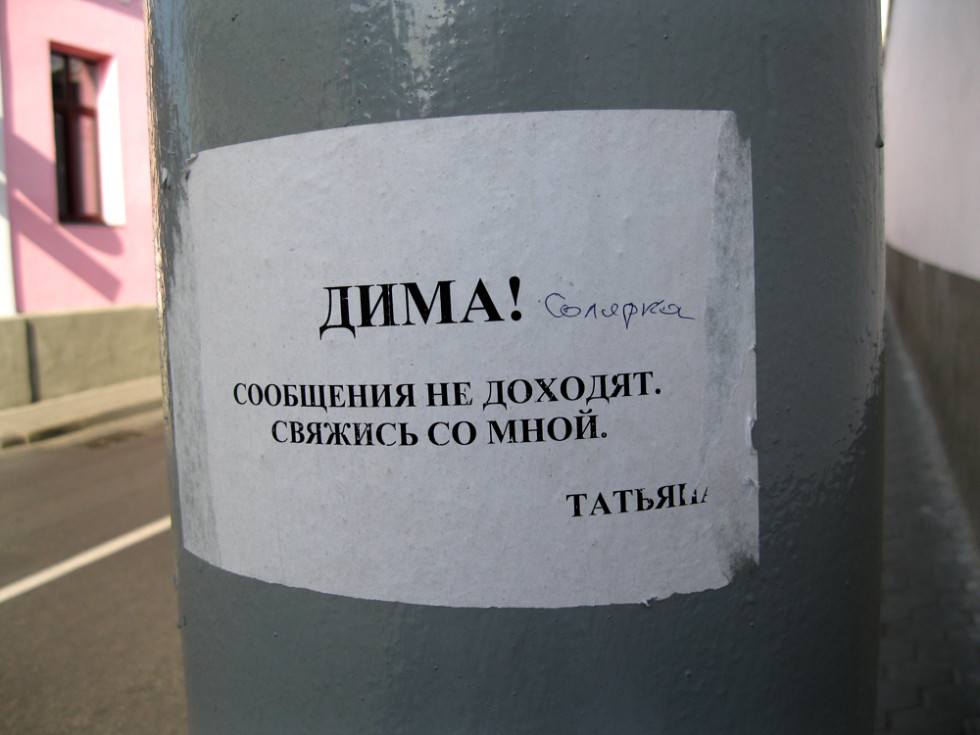 ДИМА! Солярка
СООБЩЕНИЯ НЕ ДОХОДЯТ.
СВЯЖИСЬ СО МНОЙ.
ТАТЬЯНА